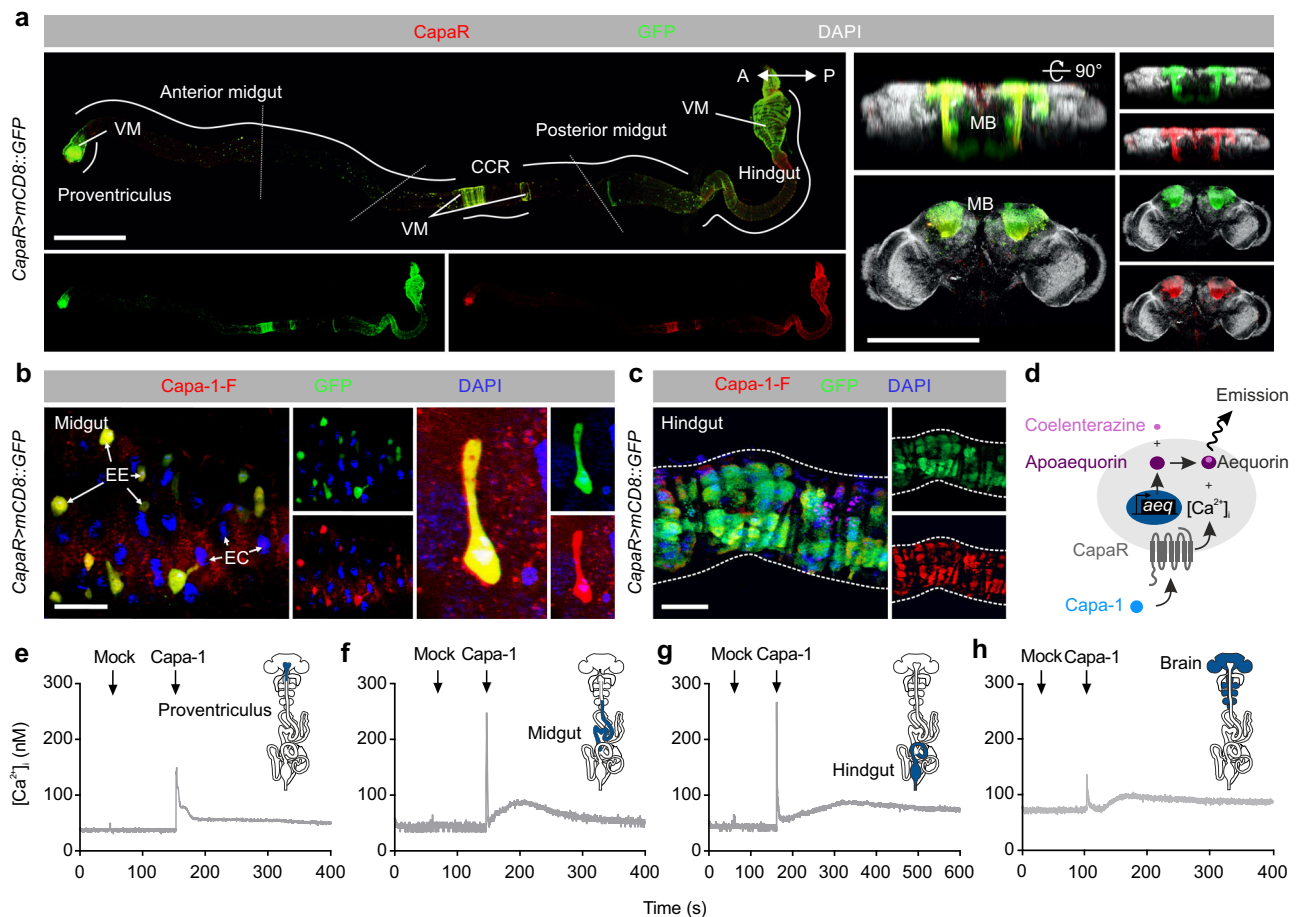 a
CapaR GFP DAPI
CapaR>mCD8::GFP
Anterior midgut
VM
Proventriculus
CCR
VM
Posterior midgut
A P
VM
Hindgut
90°
MB
MB
b
Capa-1-F GFP DAPI
CapaR>mCD8::GFP
Midgut
EE
EC
c
Capa-1-F GFP DAPI
CapaR>mCD8::GFP
Hindgut
d
Emission
Coelenterazine
+
Apoaequorin Aequorin
+
aeq [Ca²⁺]ᵢ
CapaR
Capa-1
e
Mock Capa-1
Proventriculus
[Ca²⁺]ᵢ (nM)
300
200
100
0
0 100 200 300 400
f
Mock Capa-1
Midgut
300
200
100
0
0 100 200 300 400
g
Mock Capa-1
Hindgut
300
200
100
0
0 100 200 300 400 500 600
h
Mock Capa-1
Brain
300
200
100
0
0 100 200 300 400
Time (s)